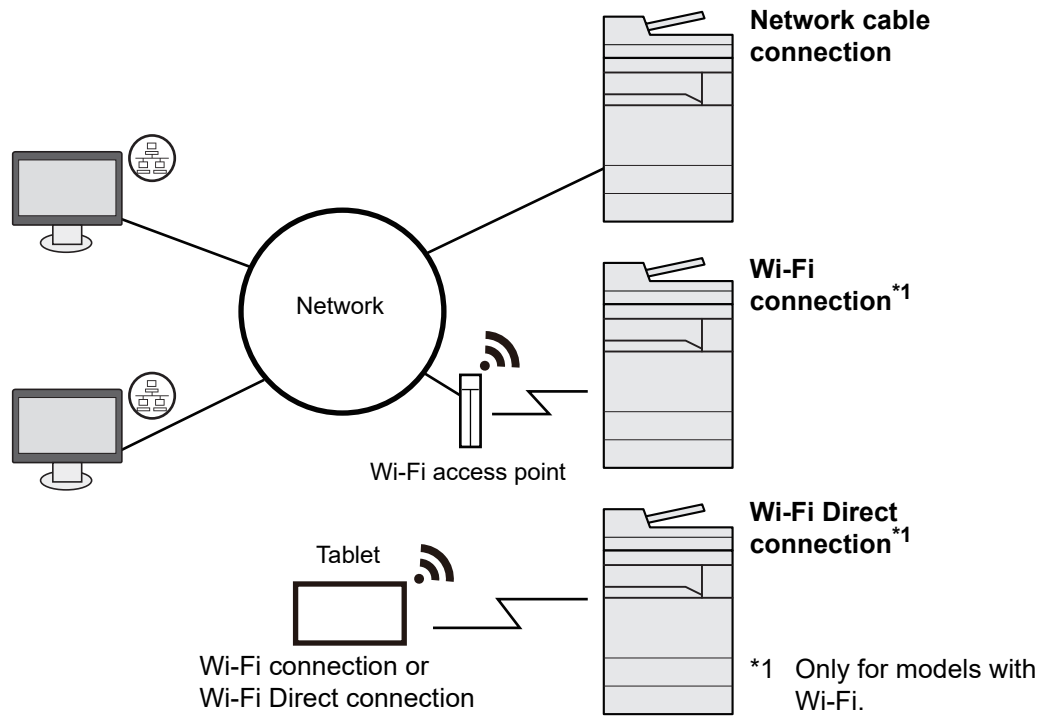 Network cable
connection
Network
Wi-Fi
connection*1
Wi-Fi access point
Wi-Fi Direct
connection*1
Tablet
Wi-Fi connection or
Wi-Fi Direct connection
*1 Only for models with
Wi-Fi.